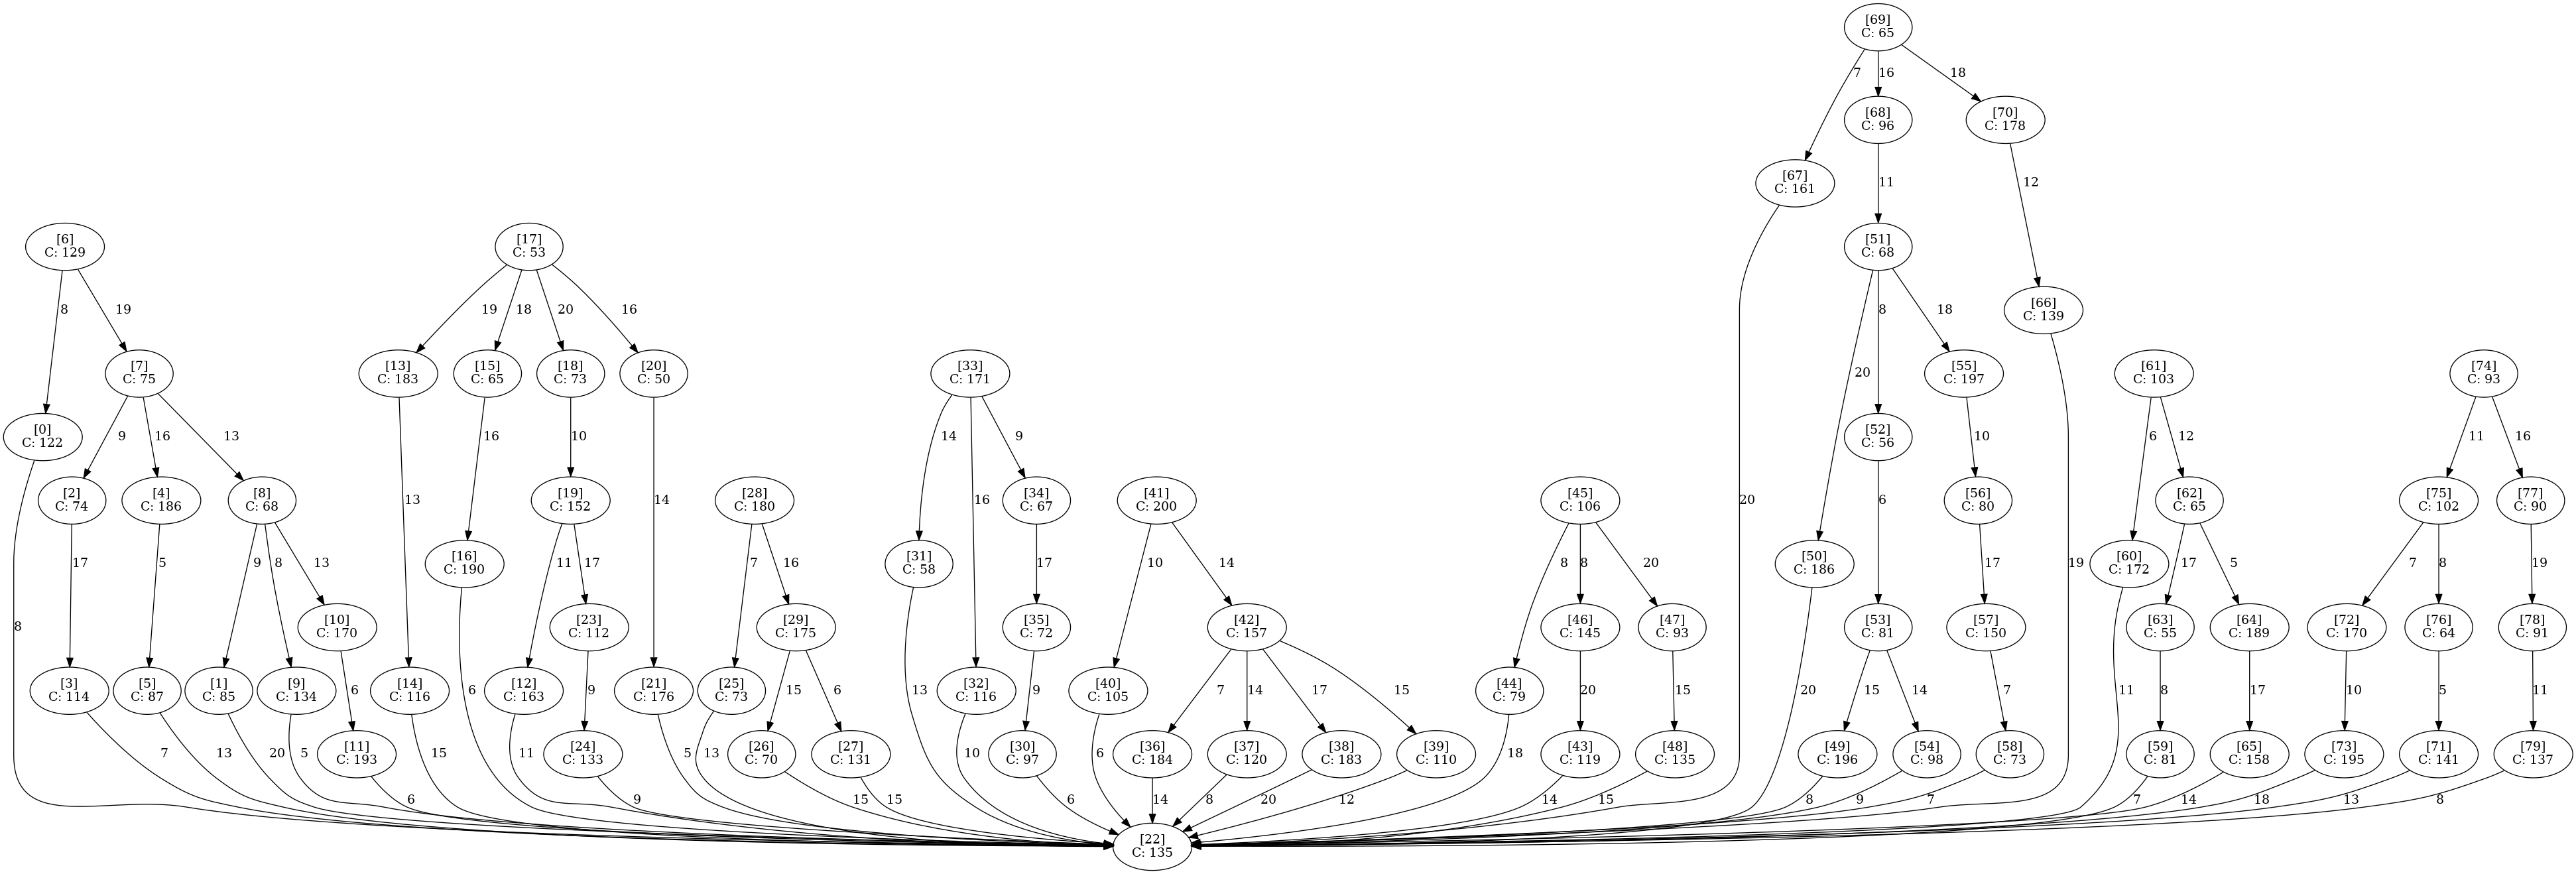 [69]
C: 65
7
16
18
[68]
C: 96
[70]
C: 178
[67]
C: 161
11
12
[6]
C: 129
[17]
C: 53
[51]
C: 68
[66]
C: 139
8
19
19
18
20
16
8
18
[7]
C: 75
[13]
C: 183
[15]
C: 65
[18]
C: 73
[20]
C: 50
[33]
C: 171
20
[55]
C: 197
[61]
C: 103
[74]
C: 93
[0]
C: 122
9
16
13
16
10
14
9
[52]
C: 56
10
6
12
11
16
[2]
C: 74
[4]
C: 186
[8]
C: 68
13
[19]
C: 152
14
[28]
C: 180
16
[34]
C: 67
[41]
C: 200
[45]
C: 106
20
6
[56]
C: 80
[62]
C: 65
[75]
C: 102
[77]
C: 90
17
5
9
8
13
[16]
C: 190
11
17
7
16
[31]
C: 58
17
10
14
8
8
20
[50]
C: 186
17
19
[60]
C: 172
17
5
7
8
19
8
[10]
C: 170
[23]
C: 112
[29]
C: 175
[35]
C: 72
[42]
C: 157
[46]
C: 145
[47]
C: 93
[53]
C: 81
[57]
C: 150
[63]
C: 55
[64]
C: 189
[72]
C: 170
[76]
C: 64
[78]
C: 91
[3]
C: 114
[5]
C: 87
[1]
C: 85
[9]
C: 134
6
[14]
C: 116
6
[12]
C: 163
9
[21]
C: 176
[25]
C: 73
15
6
13
[32]
C: 116
9
[40]
C: 105
7
14
17
15
[44]
C: 79
20
15
20
15
14
7
11
8
17
10
5
11
7
13
20
5
[11]
C: 193
15
11
[24]
C: 133
5
13
[26]
C: 70
[27]
C: 131
10
[30]
C: 97
6
[36]
C: 184
[37]
C: 120
[38]
C: 183
[39]
C: 110
18
[43]
C: 119
[48]
C: 135
[49]
C: 196
[54]
C: 98
[58]
C: 73
[59]
C: 81
[65]
C: 158
[73]
C: 195
[71]
C: 141
[79]
C: 137
6
9
15
15
6
14
8
20
12
14
15
8
9
7
7
14
18
13
8
[22]
C: 135